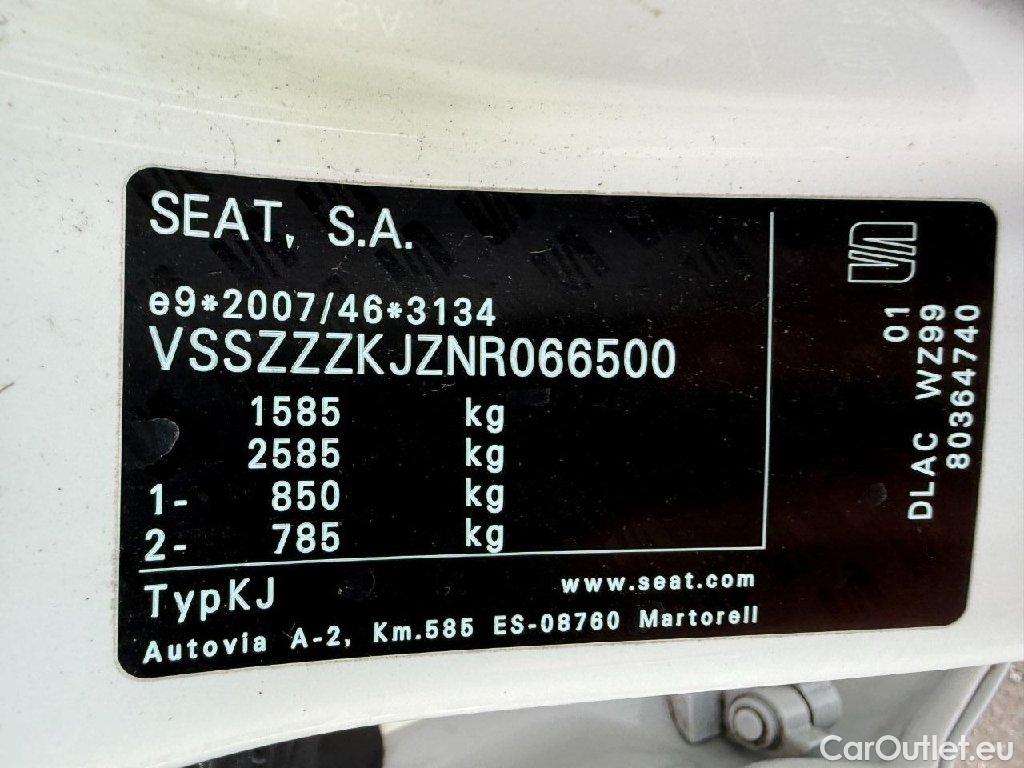 SEAT, S.A.
e9*2007/46*3134
VSSZZZKJZNR066500
1585 kg
2585 kg
1- 850 kg
2- 785 kg
TypKJ
www.seat.com
Autovia A-2, Km.585 ES-08760 Martorell
01
DLAC WZ99
80364740
CarOutlet.eu